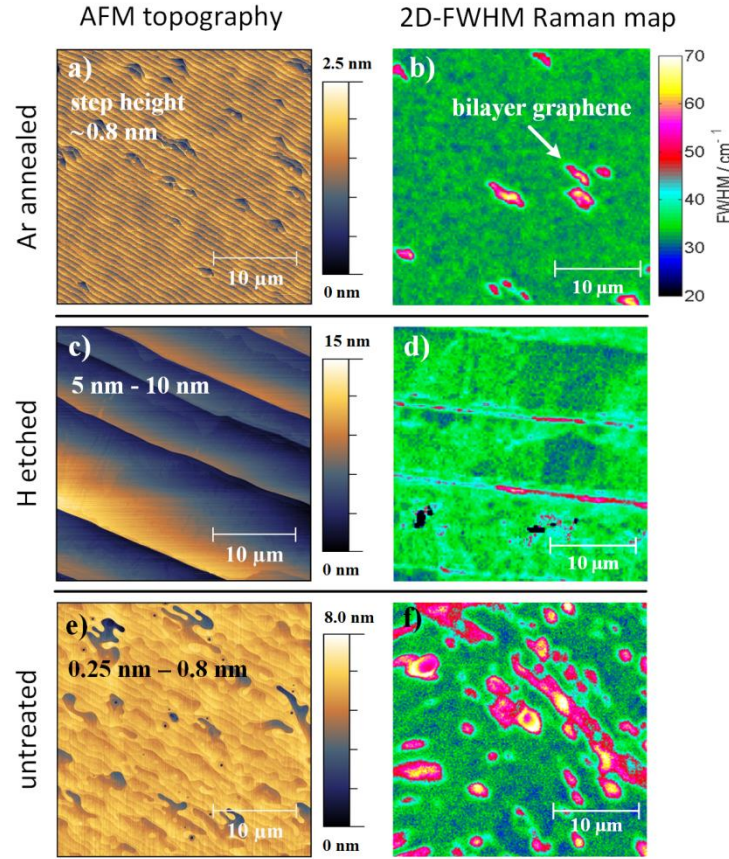 AFM topography
2D-FWHM Raman map
Ar annealed
a)
step height
~0.8 nm
10 µm
2.5 nm
0 nm
b)
bilayer graphene
10 µm
70
60
50
40
30
20
FWHM / cm⁻¹
H etched
c)
5 nm - 10 nm
10 µm
15 nm
0 nm
d)
10 µm
untreated
e)
0.25 nm – 0.8 nm
10 µm
8.0 nm
0 nm
f)
10 µm